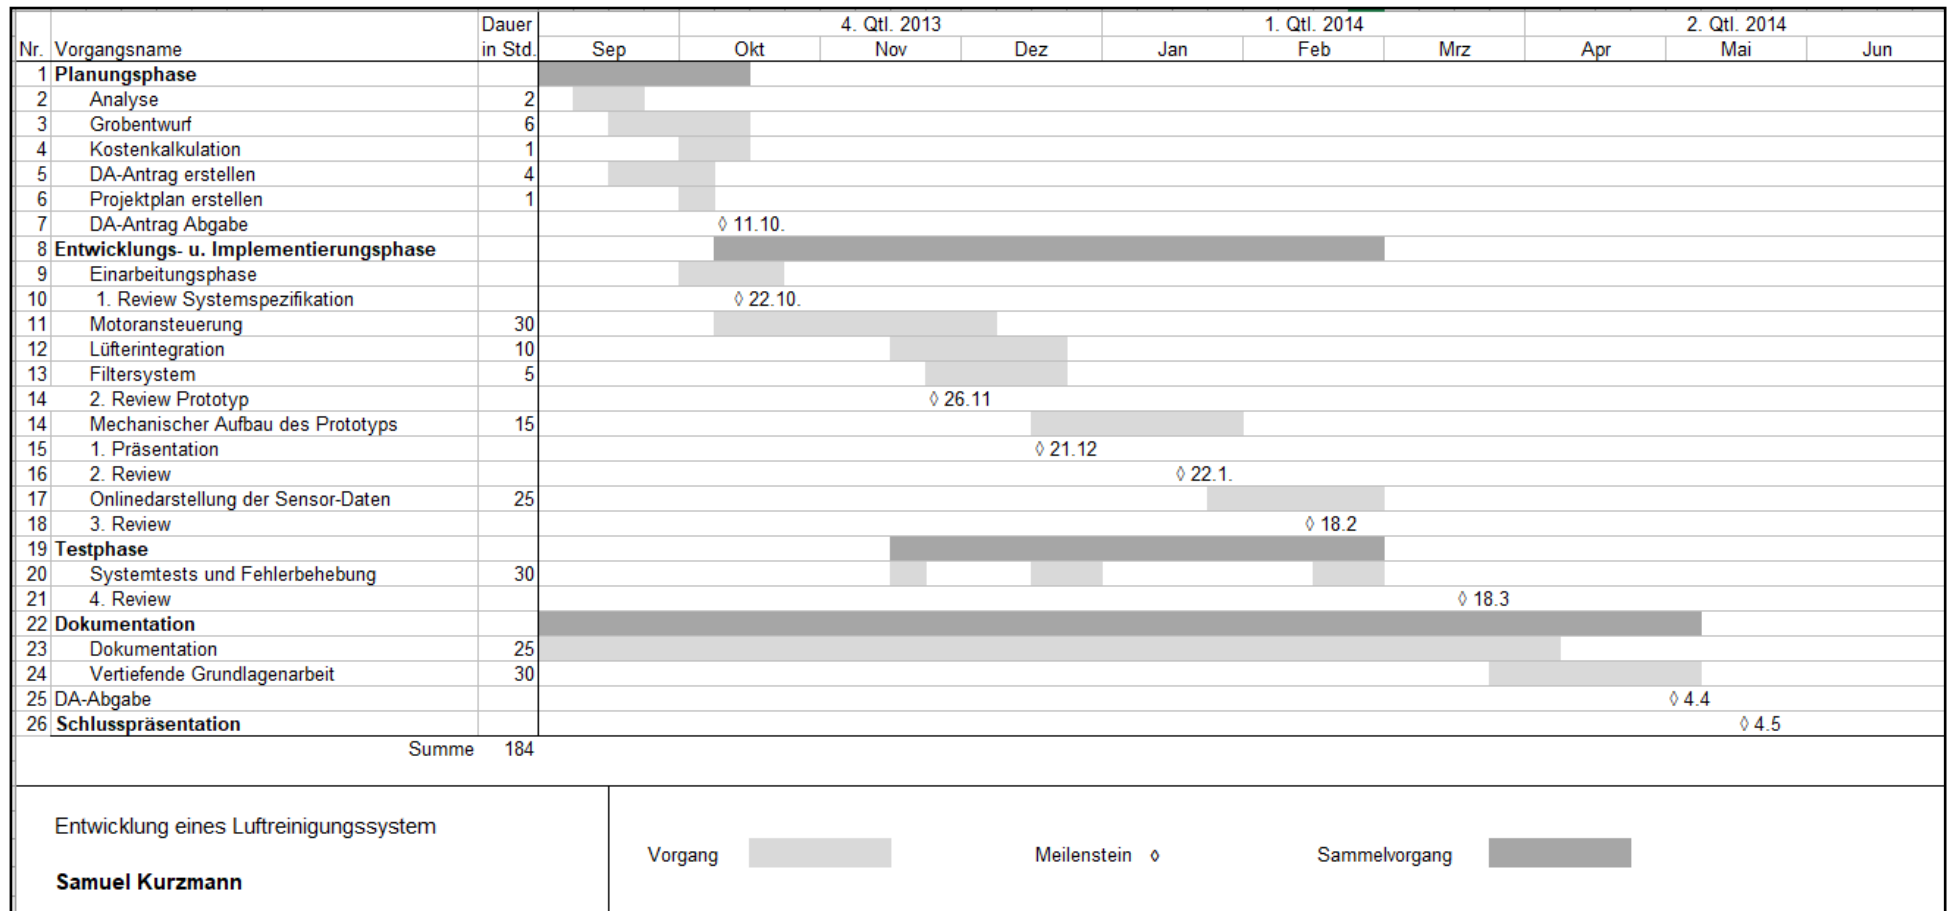 Dauer 4. Qtl. 2013 1. Qtl. 2014 2. Qtl. 2014
Nr. Vorgangsname in Std. Sep Okt Nov Dez Jan Feb Mrz Apr Mai Jun
1 Planungsphase
2 Analyse 2
3 Grobentwurf 6
4 Kostenkalkulation 1
5 DA-Antrag erstellen 4
6 Projektplan erstellen 1
7 DA-Antrag Abgabe ◊ 11.10.
8 Entwicklungs- u. Implementierungsphase
9 Einarbeitungsphase
10 1. Review Systemspezifikation ◊ 22.10.
11 Motoransteuerung 30
12 Lüfterintegration 10
13 Filtersystem 5
14 2. Review Prototyp ◊ 26.11
14 Mechanischer Aufbau des Prototyps 15
15 1. Präsentation ◊ 21.12
16 2. Review ◊ 22.1.
17 Onlinedarstellung der Sensor-Daten 25
18 3. Review ◊ 18.2
19 Testphase
20 Systemtests und Fehlerbehebung 30
21 4. Review ◊ 18.3
22 Dokumentation
23 Dokumentation 25
24 Vertiefende Grundlagenarbeit 30
25 DA-Abgabe ◊ 4.4
26 Schlusspräsentation ◊ 4.5
Summe 184
Entwicklung eines Luftreinigungssystem
Vorgang Meilenstein ◊ Sammelvorgang
Samuel Kurzmann